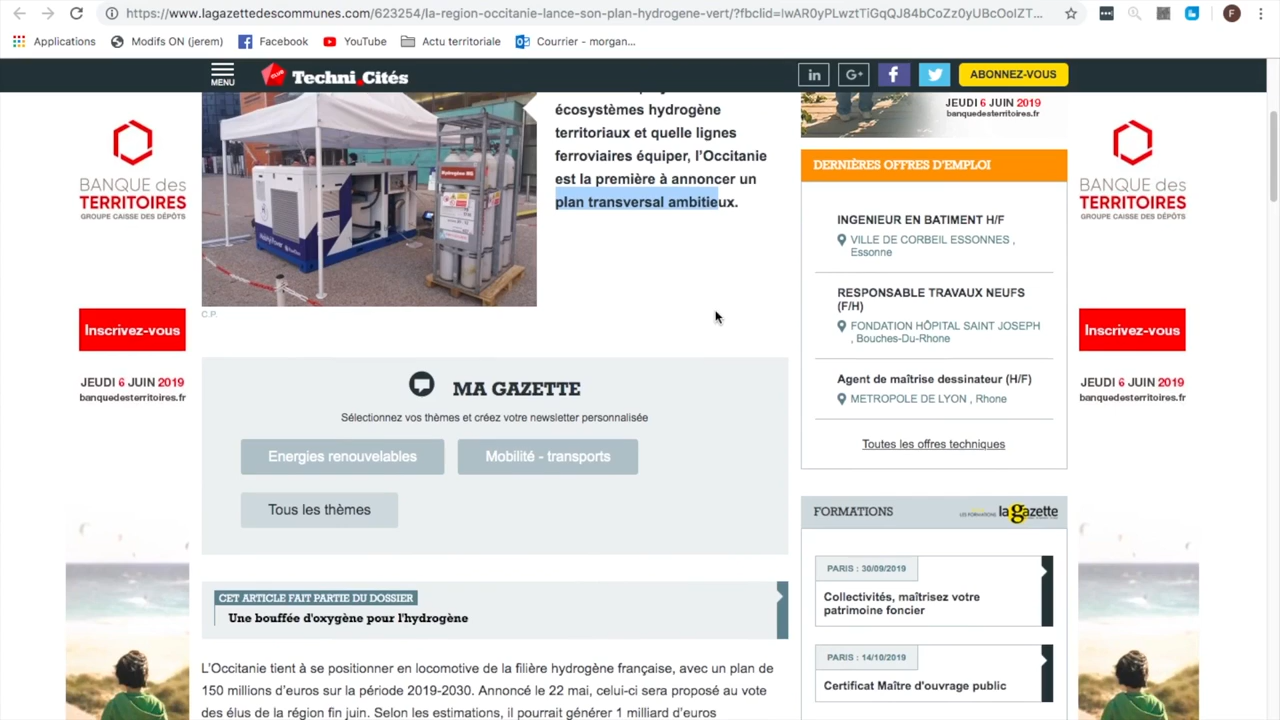 https://www.lagazettedescommunes.com/623254/la-region-occitanie-lance-son-plan-hydrogene-vert/?fbclid=IwAR0yPLwztTiGqQJ84bCoZz0yUBcOoIZT...
F
Applications
Modifs ON (jerem)
Facebook
YouTube
Actu territoriale
Courrier - morgan...
MENU
CLUB Techni.Cités
in
G+
f
ABONNEZ-VOUS
BANQUE des
TERRITOIRES
GROUPE CAISSE DES DÉPÔTS
Inscrivez-vous
JEUDI 6 JUIN 2019
banquedesterritoires.fr
Hydrogène HQ
C.P.
écosystèmes hydrogène
territoriaux et quelle lignes
ferroviaires équiper, l’Occitanie
est la première à annoncer un
plan transversal ambitieux.
MA GAZETTE
Sélectionnez vos thèmes et créez votre newsletter personnalisée
Energies renouvelables
Mobilité - transports
Tous les thèmes
CET ARTICLE FAIT PARTIE DU DOSSIER
Une bouffée d'oxygène pour l'hydrogène
L’Occitanie tient à se positionner en locomotive de la filière hydrogène française, avec un plan de
150 millions d’euros sur la période 2019-2030. Annoncé le 22 mai, celui-ci sera proposé au vote
des élus de la région fin juin. Selon les estimations, il pourrait générer 1 milliard d’euros
JEUDI 6 JUIN 2019
banquedesterritoires.fr
DERNIÈRES OFFRES D'EMPLOI
INGENIEUR EN BATIMENT H/F
VILLE DE CORBEIL ESSONNES ,
Essonne
RESPONSABLE TRAVAUX NEUFS
(F/H)
FONDATION HÔPITAL SAINT JOSEPH
, Bouches-Du-Rhone
Agent de maîtrise dessinateur (H/F)
METROPOLE DE LYON , Rhone
Toutes les offres techniques
FORMATIONS
LES FORMATIONS la gazette
PARIS : 30/09/2019
Collectivités, maîtrisez votre
patrimoine foncier
PARIS : 14/10/2019
Certificat Maître d'ouvrage public
BANQUE des
TERRITOIRES
GROUPE CAISSE DES DÉPÔTS
Inscrivez-vous
JEUDI 6 JUIN 2019
banquedesterritoires.fr